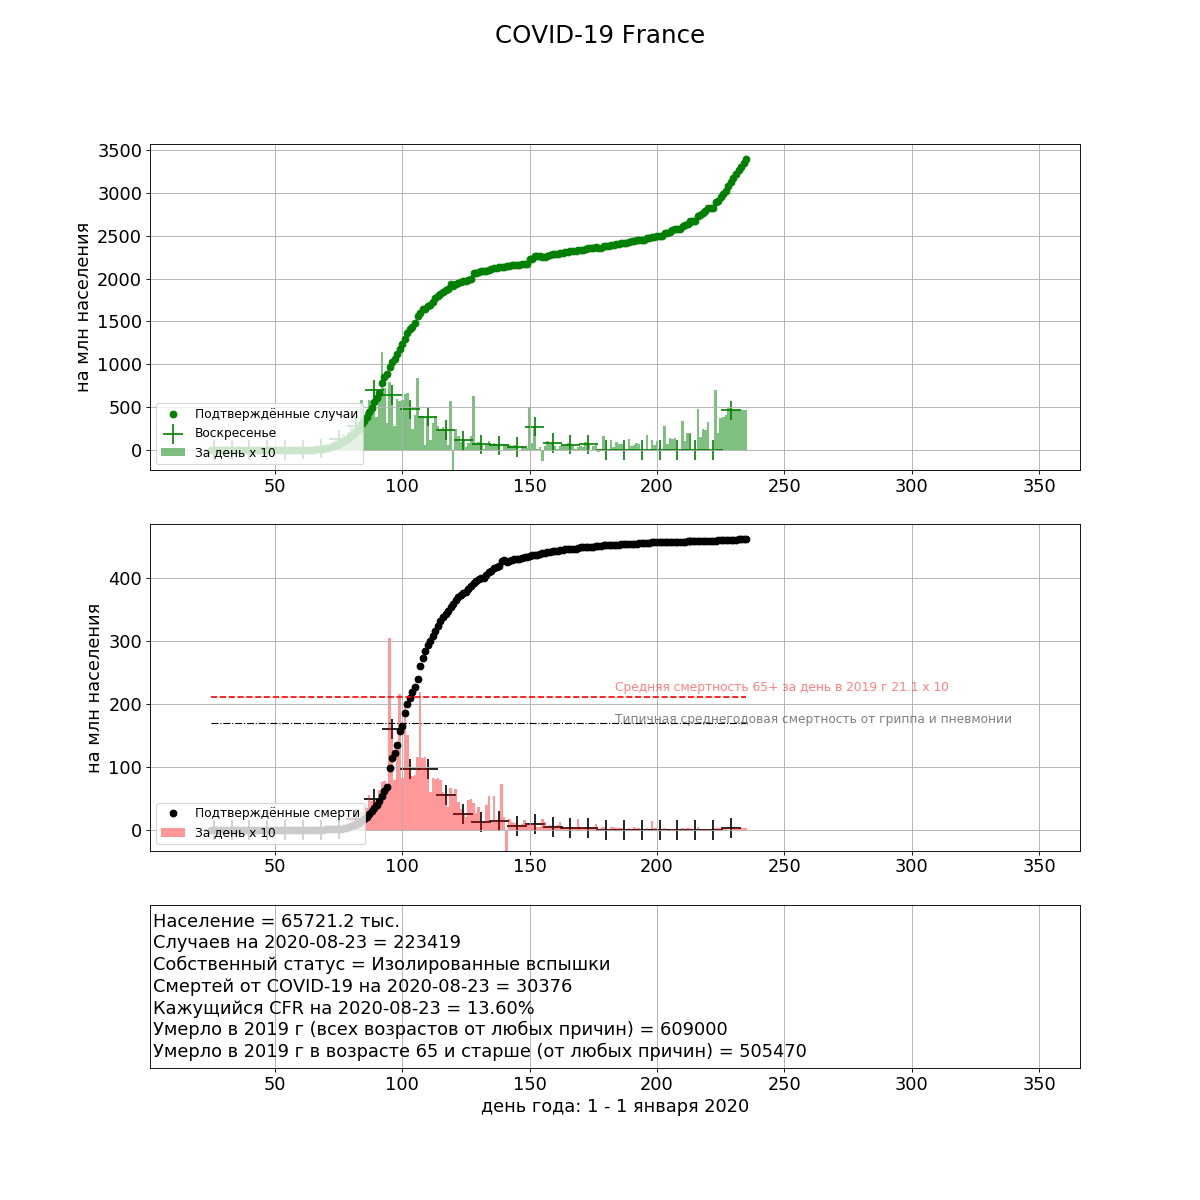 COVID-19 France
3500
3000
2500
2000
1500
1000
500
0
на млн населения
Подтверждённые случаи
Воскресенье
За день x 10
50 100 150 200 250 300 350
400
300
200
100
0
на млн населения
Средняя смертность 65+ за день в 2019 г 21.1 x 10
Типичная среднегодовая смертность от гриппа и пневмонии
Подтверждённые смерти
За день x 10
50 100 150 200 250 300 350
Население = 65721.2 тыс.
Случаев на 2020-08-23 = 223419
Собственный статус = Изолированные вспышки
Смертей от COVID-19 на 2020-08-23 = 30376
Кажущийся CFR на 2020-08-23 = 13.60%
Умерло в 2019 г (всех возрастов от любых причин) = 609000
Умерло в 2019 г в возрасте 65 и старше (от любых причин) = 505470
50 100 150 200 250 300 350
день года: 1 - 1 января 2020